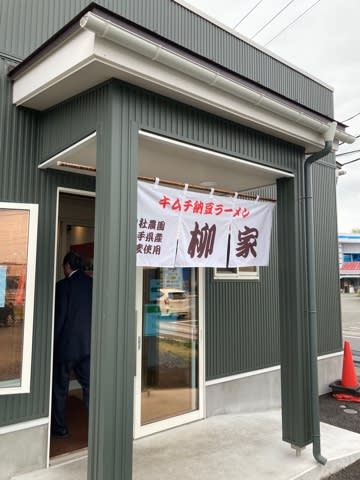 キムチ納豆ラーメン
柳家
社農園
手県産
使用